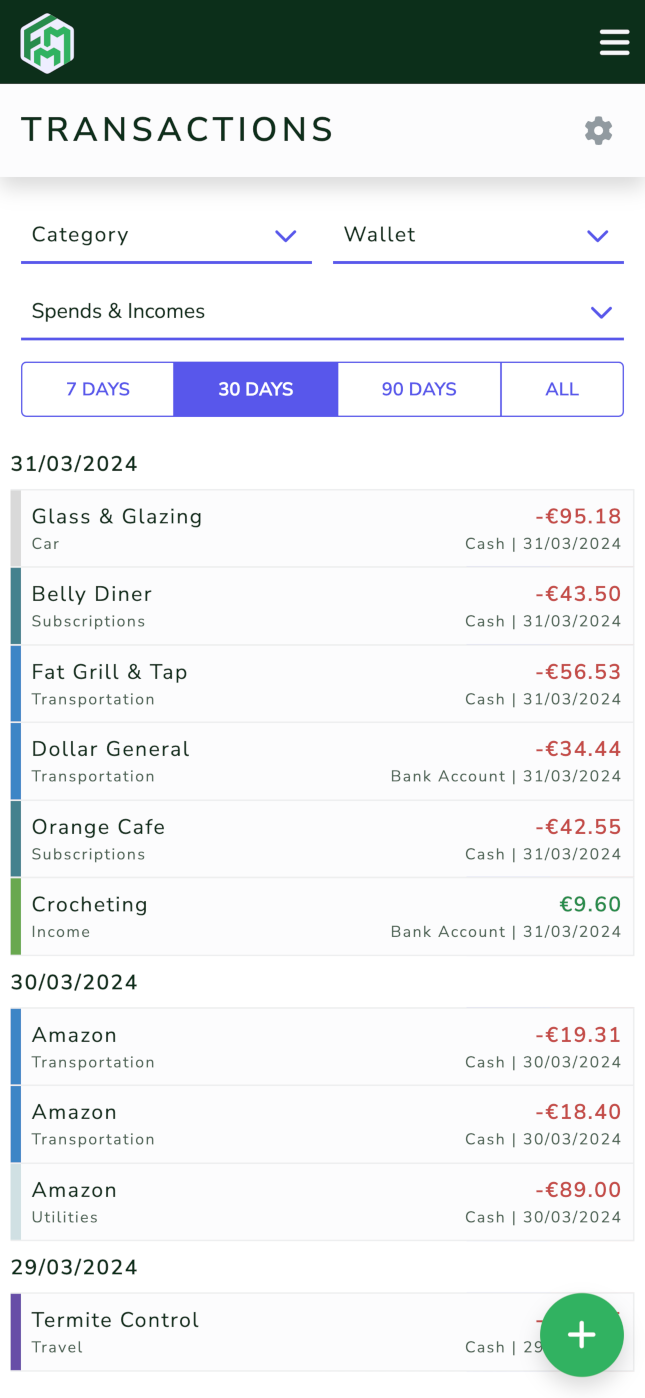 FMM
TRANSACTIONS
Category
Wallet
Spends & Incomes
7 DAYS
30 DAYS
90 DAYS
ALL
31/03/2024
Glass & Glazing
-€95.18
Car
Cash | 31/03/2024
Belly Diner
-€43.50
Subscriptions
Cash | 31/03/2024
Fat Grill & Tap
-€56.53
Transportation
Cash | 31/03/2024
Dollar General
-€34.44
Transportation
Bank Account | 31/03/2024
Orange Cafe
-€42.55
Subscriptions
Cash | 31/03/2024
Crocheting
€9.60
Income
Bank Account | 31/03/2024
30/03/2024
Amazon
-€19.31
Transportation
Cash | 30/03/2024
Amazon
-€18.40
Transportation
Cash | 30/03/2024
Amazon
-€89.00
Utilities
Cash | 30/03/2024
29/03/2024
Termite Control
Travel
Cash | 29